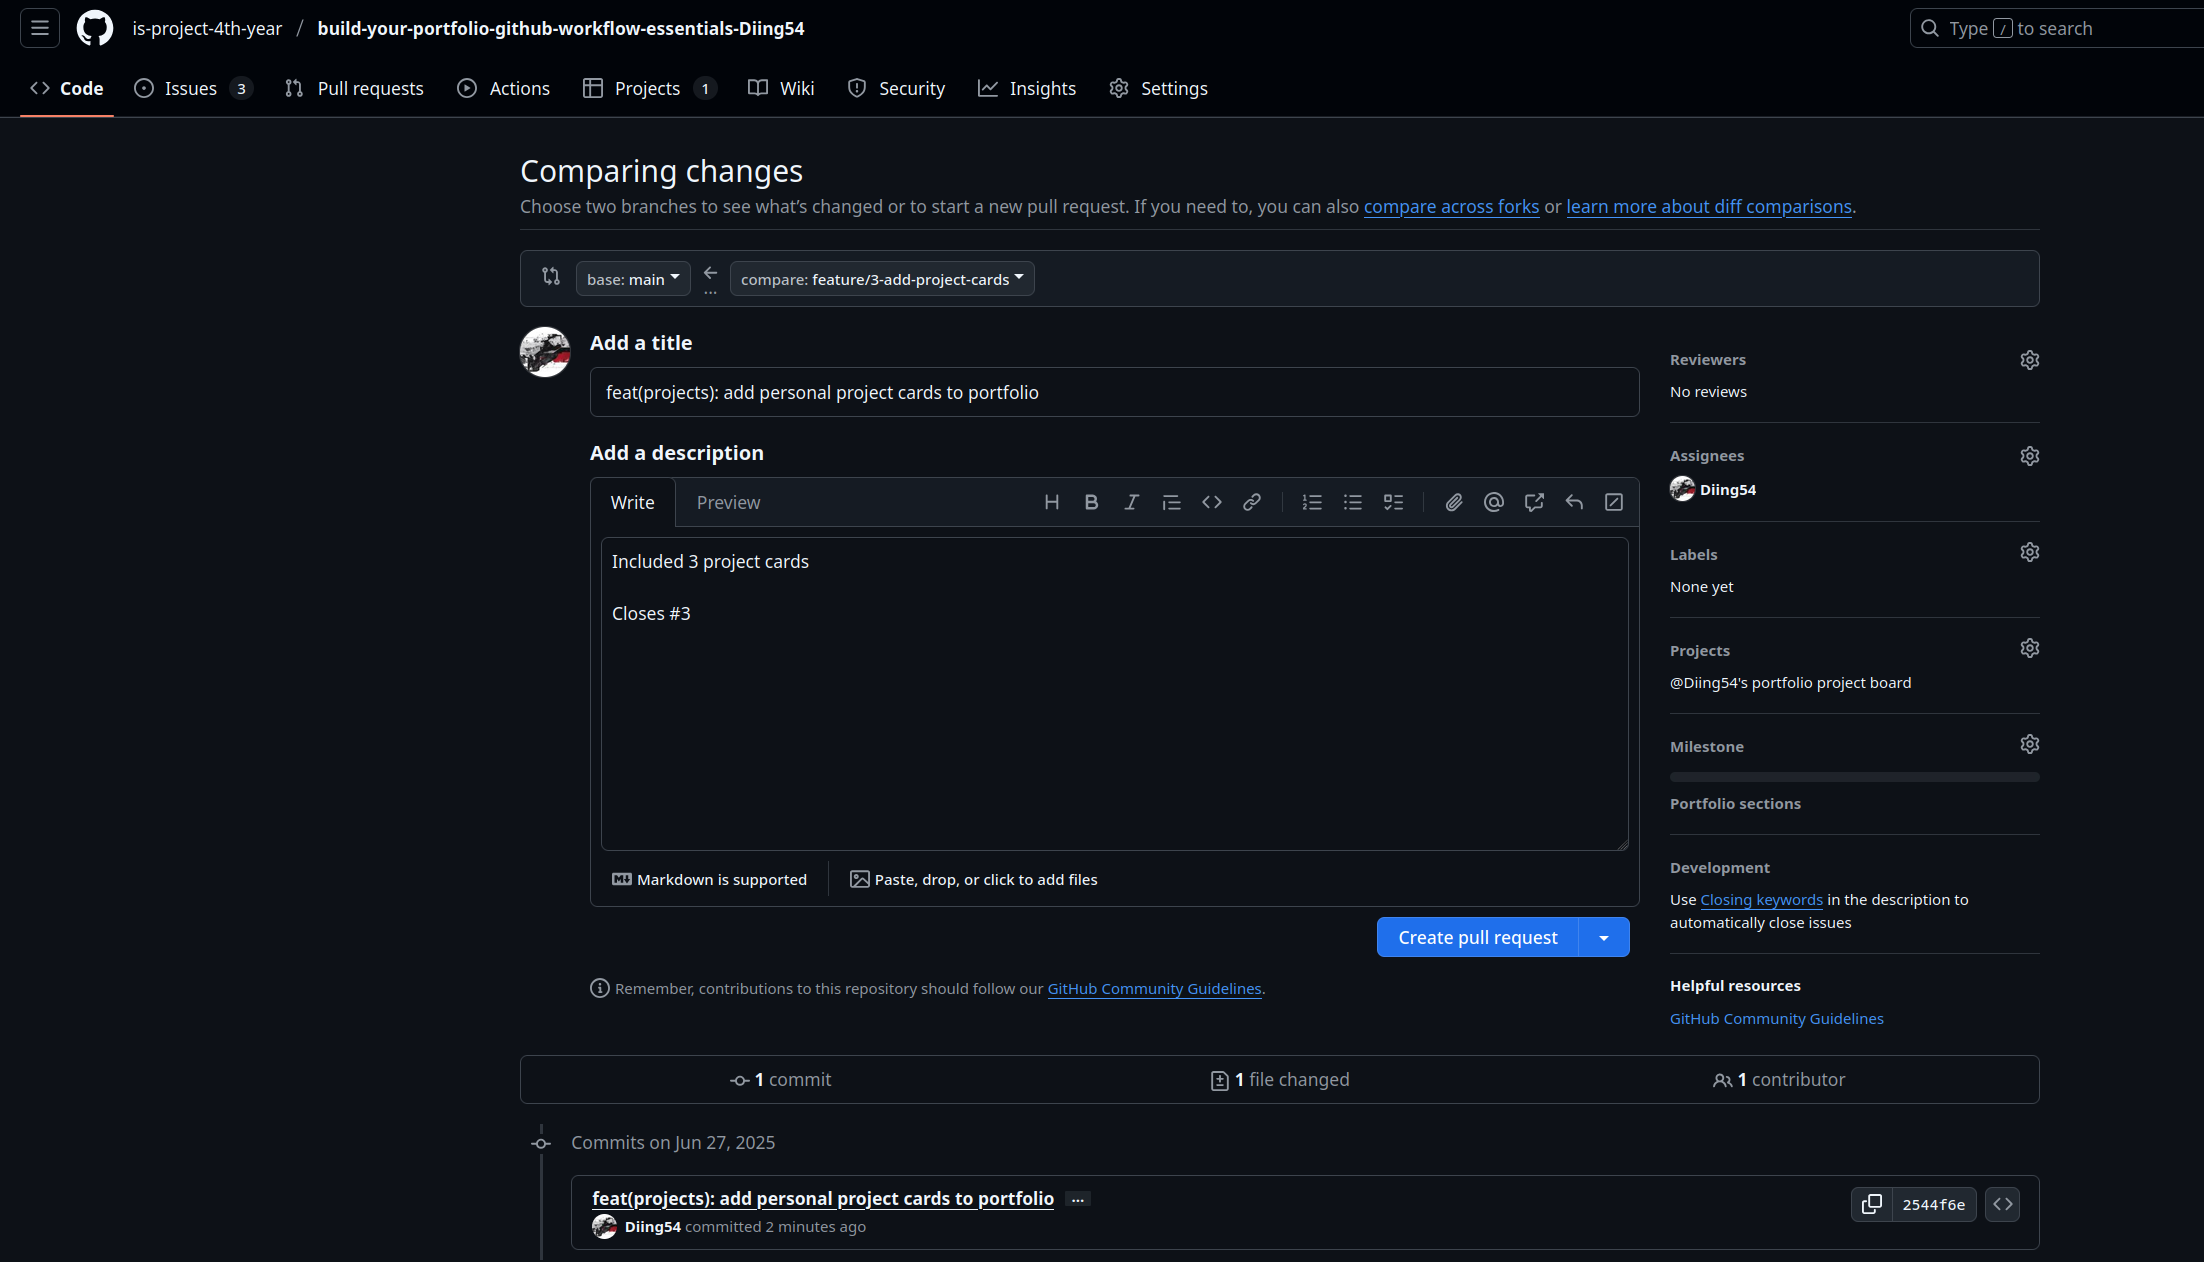 is-project-4th-year / build-your-portfolio-github-workflow-essentials-Diing54
Type / to search
Code Issues 3 Pull requests Actions Projects 1 Wiki Security Insights Settings
Comparing changes
Choose two branches to see what's changed or to start a new pull request. If you need to, you can also compare across forks or learn more about diff comparisons.
base: main ... compare: feature/3-add-project-cards
Add a title
feat(projects): add personal project cards to portfolio
Add a description
Write Preview
Included 3 project cards
Closes #3
Markdown is supported Paste, drop, or click to add files
Create pull request
Remember, contributions to this repository should follow our GitHub Community Guidelines.
Reviewers
No reviews
Assignees
Diing54
Labels
None yet
Projects
@Diing54's portfolio project board
Milestone
Portfolio sections
Development
Use Closing keywords in the description to
automatically close issues
Helpful resources
GitHub Community Guidelines
1 commit 1 file changed 1 contributor
Commits on Jun 27, 2025
feat(projects): add personal project cards to portfolio ...
Diing54 committed 2 minutes ago
2544f6e